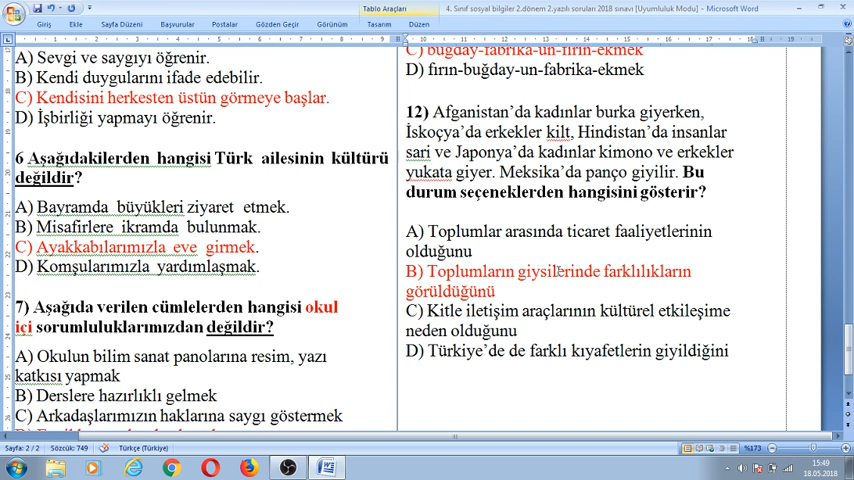 Tablo Araçları
4. Sınıf sosyal bilgiler 2.dönem 2.yazılı soruları 2018 sınavı [Uyumluluk Modu] - Microsoft Word
Giriş Ekle Sayfa Düzeni Başvurular Postalar Gözden Geçir Görünüm Tasarım Düzen
A) Sevgi ve saygıyı öğrenir.
B) Kendi duygularını ifade edebilir.
C) Kendisini herkesten üstün görmeye başlar.
D) İşbirliği yapmayı öğrenir.
6 Aşağıdakilerden hangisi Türk ailesinin kültürü
değildir?
A) Bayramda büyükleri ziyaret etmek.
B) Misafirlere ikramda bulunmak.
C) Ayakkabılarımızla eve girmek.
D) Komşularımızla yardımlaşmak.
7) Aşağıda verilen cümlelerden hangisi okul
içi sorumluluklarımızdan değildir?
A) Okulun bilim sanat panolarına resim, yazı
katkısı yapmak
B) Derslere hazırlıklı gelmek
C) Arkadaşlarımızın haklarına saygı göstermek
C) buğday-fabrika-un-fırın-ekmek
D) fırın-buğday-un-fabrika-ekmek
12) Afganistan’da kadınlar burka giyerken,
İskoçya’da erkekler kilt, Hindistan’da insanlar
sari ve Japonya’da kadınlar kimono ve erkekler
yukata giyer. Meksika’da panço giyilir. Bu
durum seçeneklerden hangisini gösterir?
A) Toplumlar arasında ticaret faaliyetlerinin
olduğunu
B) Toplumların giysilerinde farklılıkların
görüldüğünü
C) Kitle iletişim araçlarının kültürel etkileşime
neden olduğunu
D) Türkiye’de de farklı kıyafetlerin giyildiğini
Sayfa: 2 / 2 Sözcük: 749 Türkçe (Türkiye) %173
15:49
18.05.2018